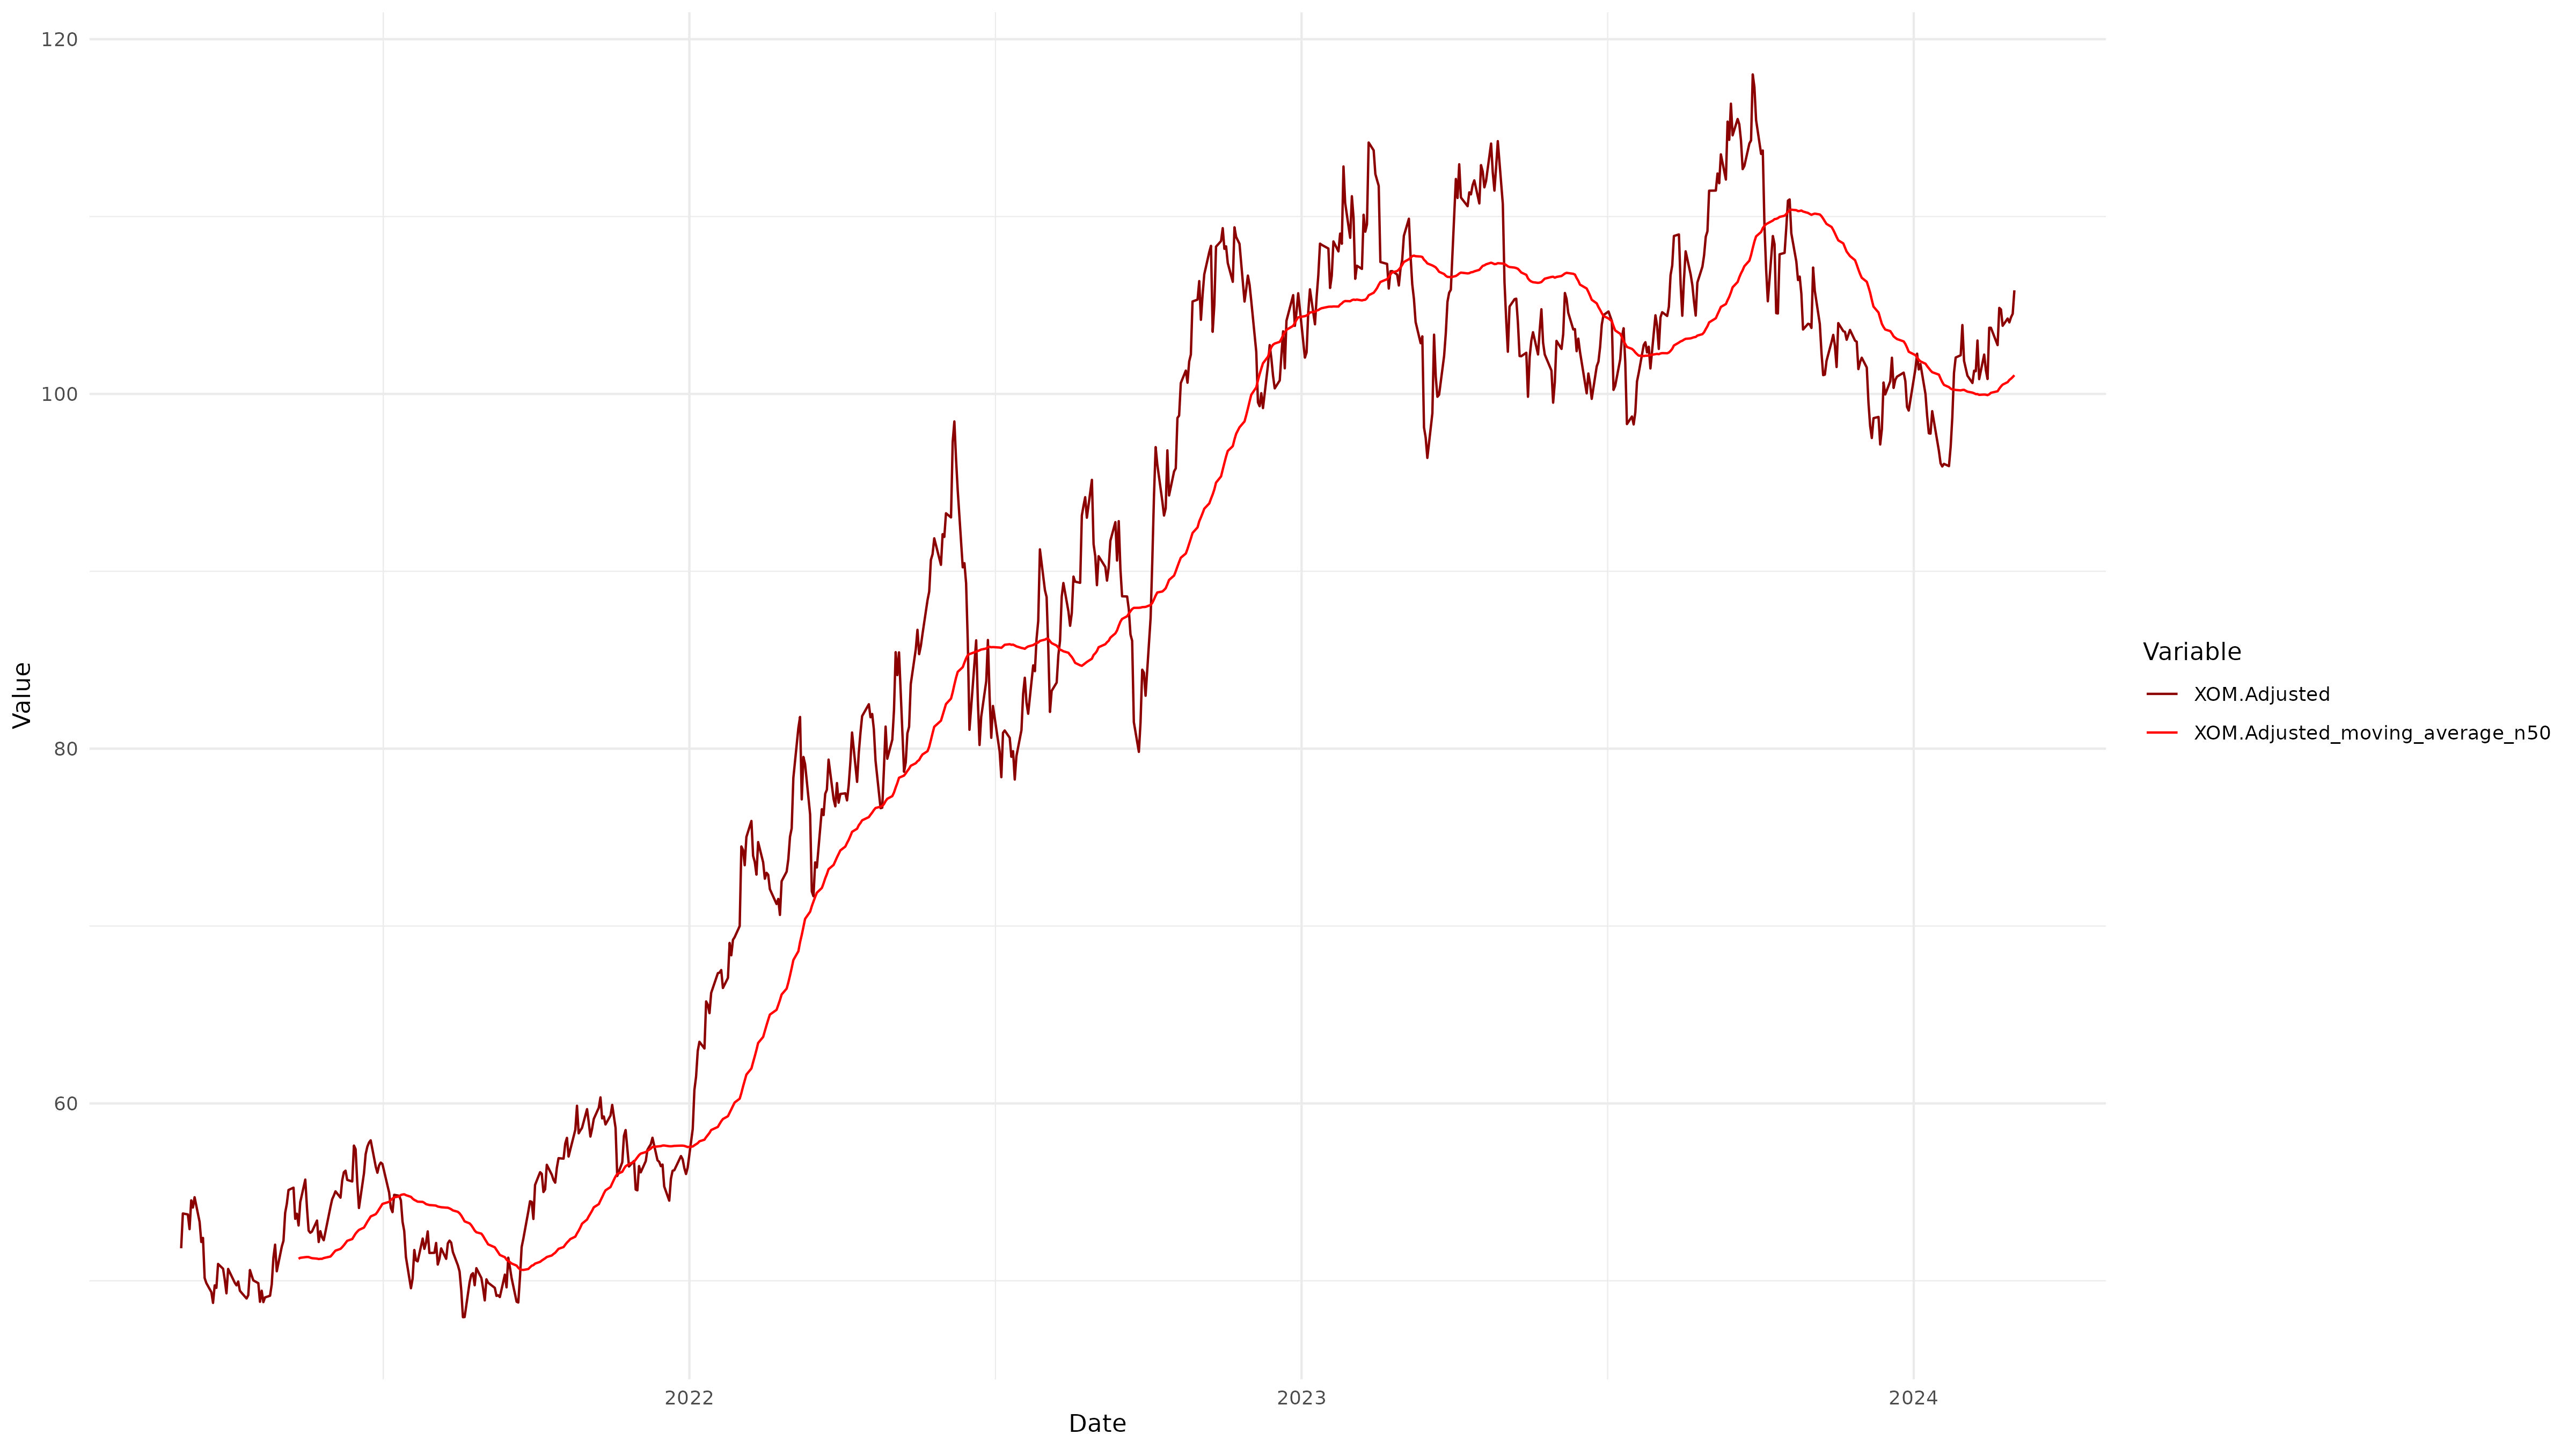 120
100
80
60
Value
2022
2023
2024
Date
Variable
XOM.Adjusted
XOM.Adjusted_moving_average_n50